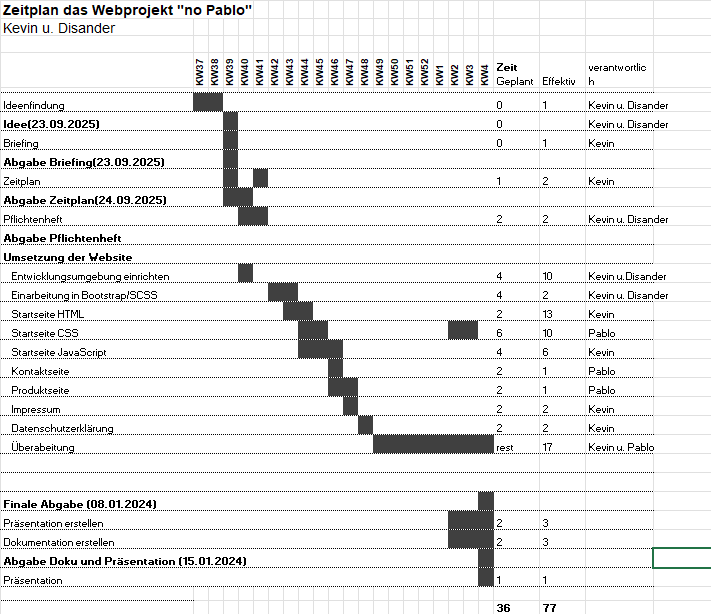 Zeitplan das Webprojekt "no Pablo"
Kevin u. Disander
KW37 KW38 KW39 KW40 KW41 KW42 KW43 KW44 KW45 KW46 KW47 KW48 KW49 KW50 KW51 KW52 KW1 KW2 KW3 KW4 Zeit verantwortlic
Geplant Effektiv h
Ideenfindung 0 1 Kevin u. Disander
Idee(23.09.2025) 0 Kevin u. Disander
Briefing 0 1 Kevin
Abgabe Briefing(23.09.2025)
Zeitplan 1 2 Kevin
Abgabe Zeitplan(24.09.2025)
Pflichtenheft 2 2 Kevin u. Disander
Abgabe Pflichtenheft
Umsetzung der Website
Entwicklungsumgebung einrichten 4 10 Kevin u.Disander
Einarbeitung in Bootstrap/SCSS 4 2 Kevin u. Disander
Startseite HTML 2 13 Kevin
Startseite CSS 6 10 Pablo
Startseite JavaScript 4 6 Kevin
Kontaktseite 2 1 Pablo
Produktseite 2 1 Pablo
Impressum 2 2 Kevin
Datenschutzerklärung 2 2 Kevin
Überabeitung rest 17 Kevin u. Pablo
Finale Abgabe (08.01.2024)
Präsentation erstellen 2 3
Dokumentation erstellen 2 3
Abgabe Doku und Präsentation (15.01.2024)
Präsentation 1 1
36 77